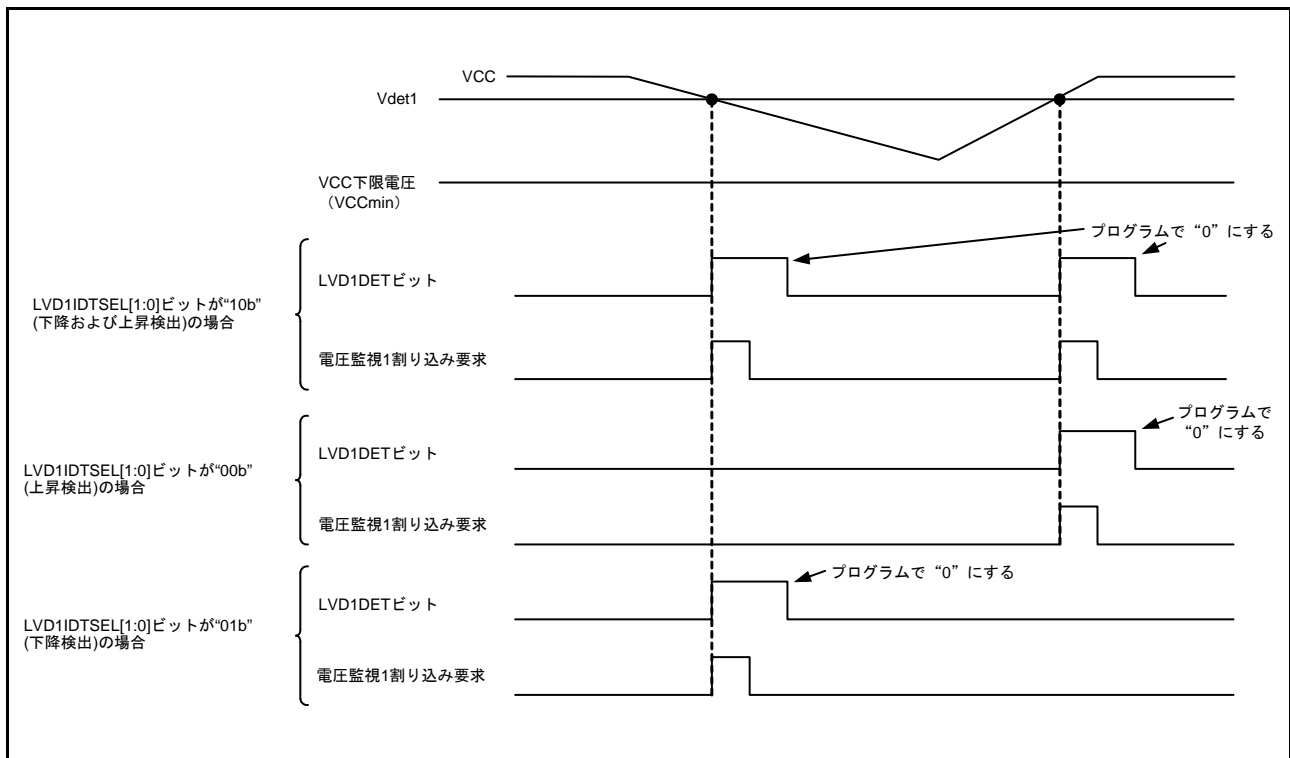 VCC
Vdet1
VCC下限電圧
（VCCmin）
プログラムで“0”にする
LVD1IDTSEL[1:0]ビットが“10b”
(下降および上昇検出)の場合
LVD1DETビット
電圧監視1割り込み要求
プログラムで
“0”にする
LVD1IDTSEL[1:0]ビットが“00b”
(上昇検出)の場合
LVD1DETビット
電圧監視1割り込み要求
プログラムで“0”にする
LVD1IDTSEL[1:0]ビットが“01b”
(下降検出)の場合
LVD1DETビット
電圧監視1割り込み要求